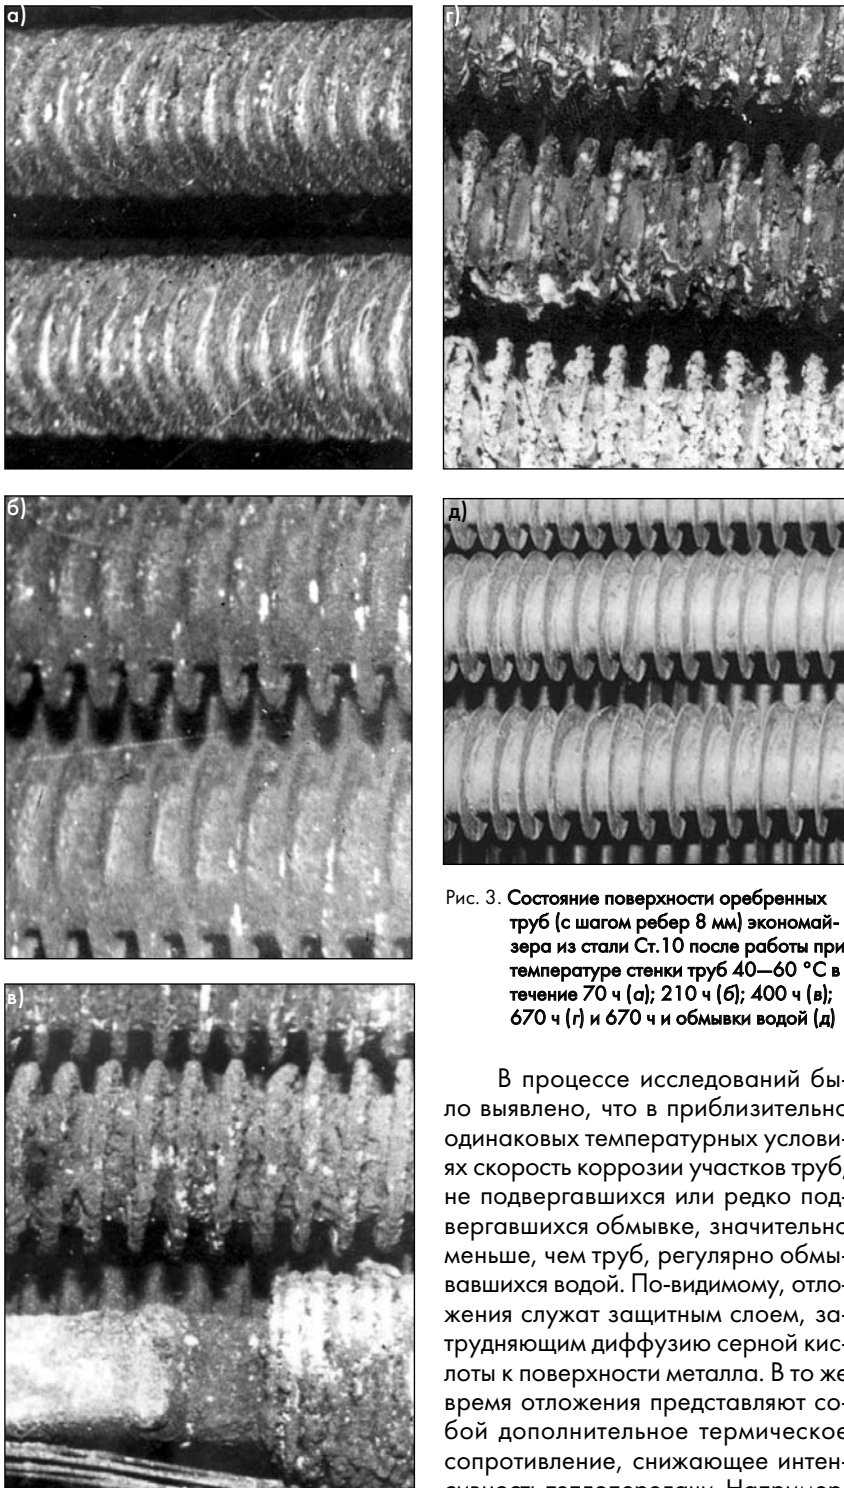 а)
б)
в)
г)
д)
Рис. 3. Состояние поверхности оребренных
труб (с шагом ребер 8 мм) экономай-
зера из стали Ст.10 после работы при
температуре стенки труб 40—60 °С в
течение 70 ч (а); 210 ч (б); 400 ч (в);
670 ч (г) и 670 ч и обмывки водой (д)
В процессе исследований бы-
ло выявлено, что в приблизительно
одинаковых температурных услови-
ях скорость коррозии участков труб,
не подвергавшихся или редко под-
вергавшихся обмывке, значительно
меньше, чем труб, регулярно обмы-
вавшихся водой. По-видимому, отло-
жения служат защитным слоем, за-
трудняющим диффузию серной кис-
лоты к поверхности металла. В то же
время отложения представляют со-
бой дополнительное термическое
сопротивление, снижающее интен-
сивность теплопередачи. Например,